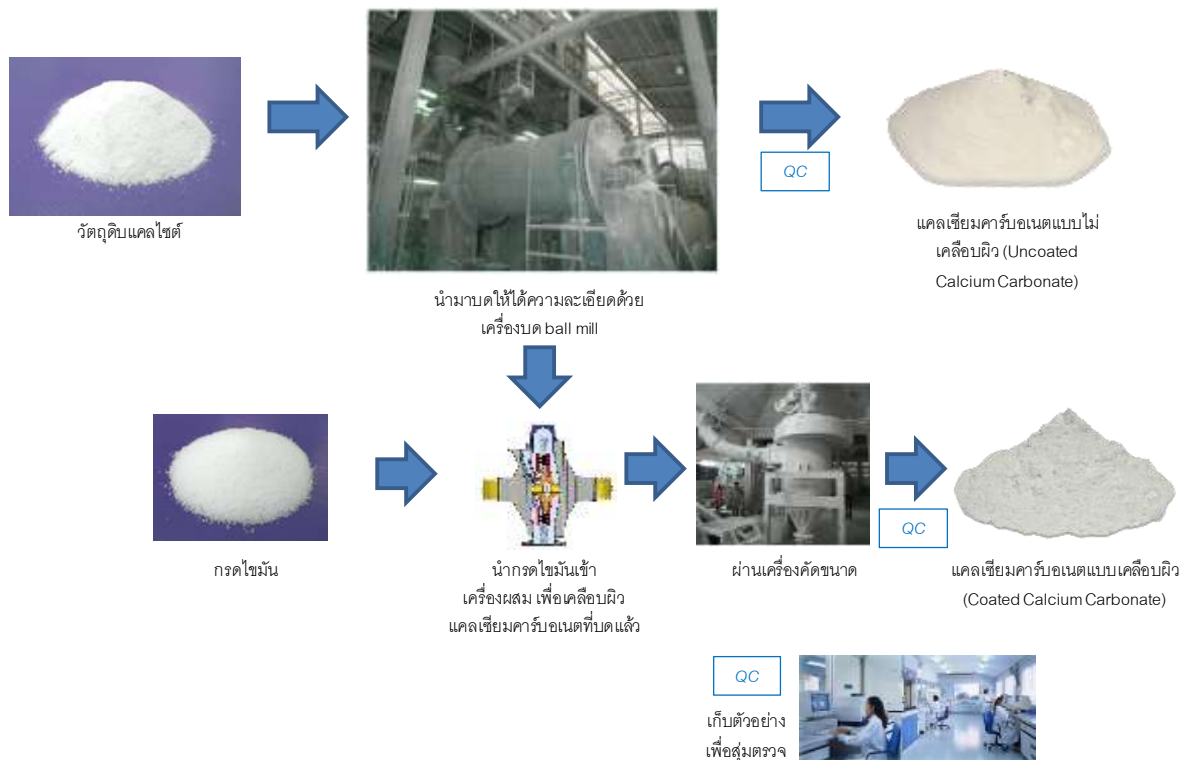 QC
วัตถุดิบแคลไซต์
แคลเซียมคาร์บอเนตแบบไม่
เคลือบผิว (Uncoated
Calcium Carbonate)
นำมาบดให้ได้ความละเอียดด้วย
เครื่องบด ball mill
QC
กรดไขมัน
นำกรดไขมันเข้า
เครื่องผสม เพื่อเคลือบผิว
แคลเซียมคาร์บอเนตที่บดแล้ว
ผ่านเครื่องคัดขนาด
แคลเซียมคาร์บอเนตแบบเคลือบผิว
(Coated Calcium Carbonate)
QC
เก็บตัวอย่าง
เพื่อสุ่มตรวจ